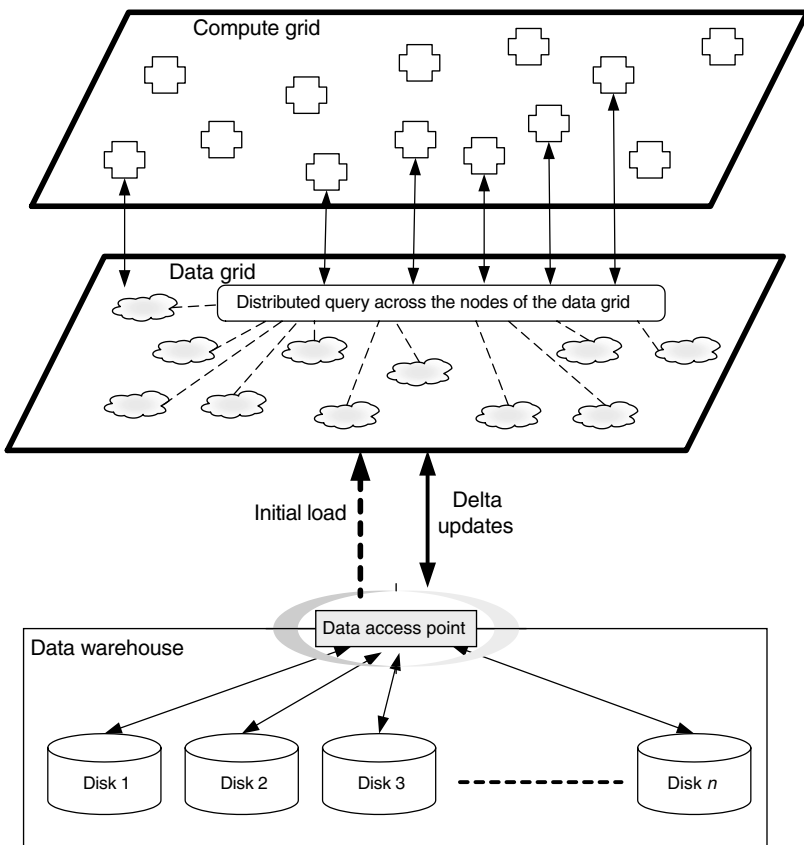 Compute grid
Data grid
Distributed query across the nodes of the data grid
Initial load
Delta
updates
Data access point
Data warehouse
Disk 1
Disk 2
Disk 3
Disk n